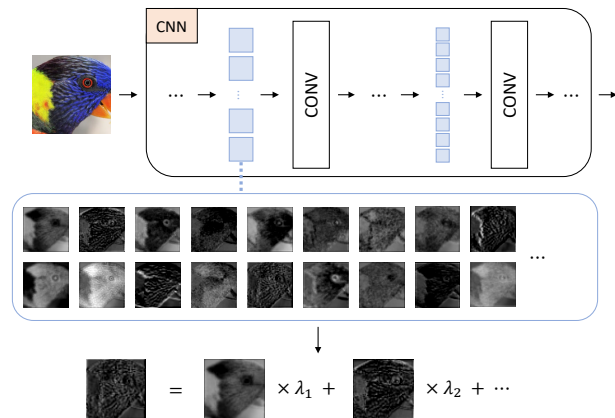 CNN
... CONV ... CONV ...
...
= × λ₁ + × λ₂ + ⋯